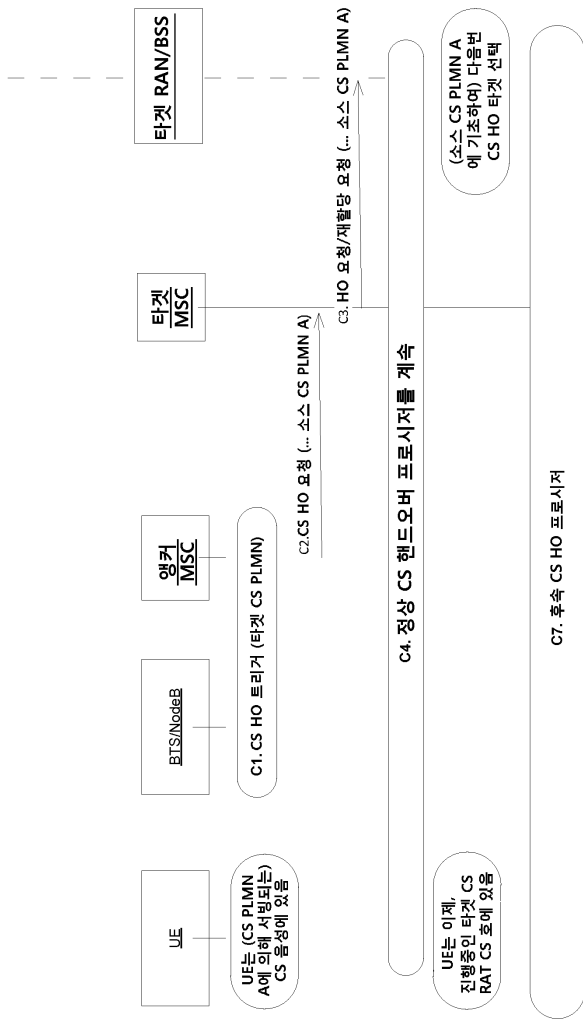 UE
BTS/NodeB
앵커
MSC
타겟
MSC
타겟 RAN/BSS
UE는 (CS PLMN
A에 의해 서빙되는)
CS 음성에 있음
C1. CS HO 트리거 (타겟 CS PLMN)
C2.CS HO 요청 (... 소스 CS PLMN A)
C3. HO 요청/재할당 요청 (... 소스 CS PLMN A)
C4. 정상 CS 핸드오버 프로시저를 계속
UE는 이제,
진행중인 타겟 CS
RAT CS 호에 있음
(소스 CS PLMN A
에 기초하여) 다음번
CS HO 타겟 선택
C7. 후속 CS HO 프로시저